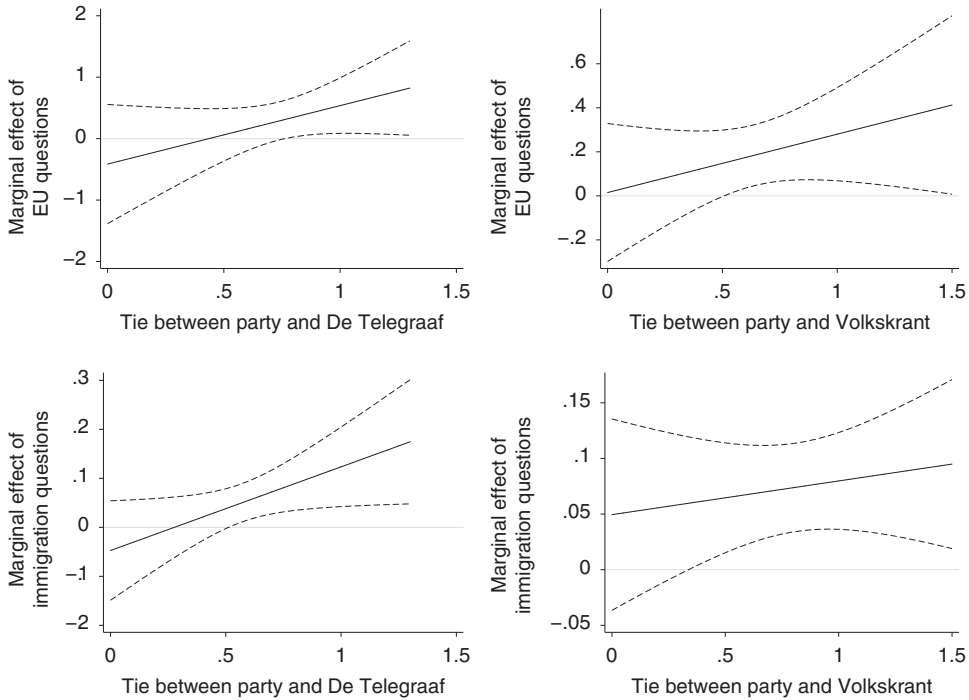 Marginal effect of
EU questions
2
1
0
−1
−2
0 .5 1 1.5
Tie between party and De Telegraaf
Marginal effect of
EU questions
.6
.4
.2
0
−.2
0 .5 1 1.5
Tie between party and Volkskrant
Marginal effect of
immigration questions
.3
.2
.1
0
−.1
−.2
0 .5 1 1.5
Tie between party and De Telegraaf
Marginal effect of
immigration questions
.15
.1
.05
0
−.05
0 .5 1 1.5
Tie between party and Volkskrant